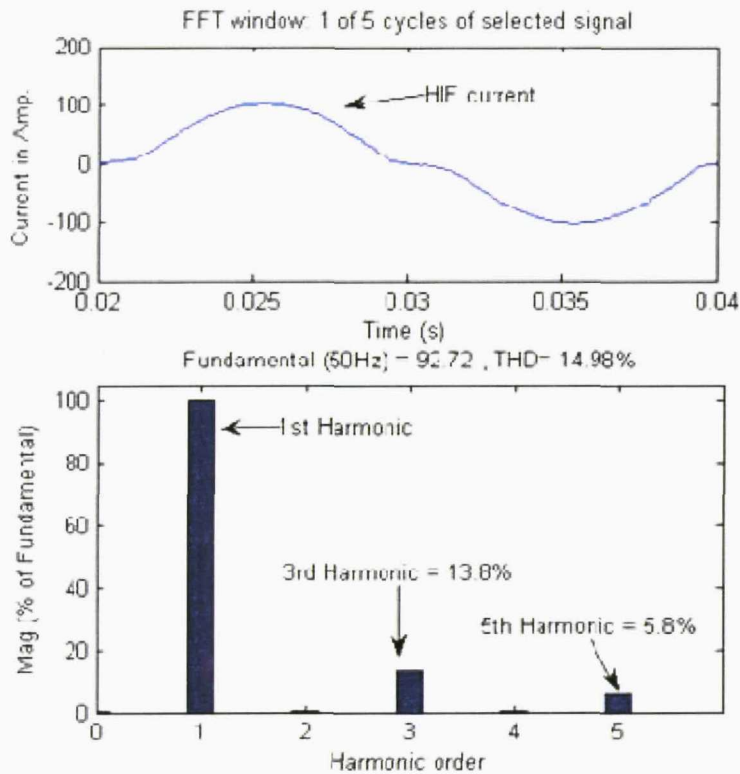 FFT window: 1 of 5 cycles of selected signal
200
100
0
-100
-200
Current in Amp.
HIF current
0.02 0.025 0.03 0.035 0.04
Time (s)
Fundamental (50Hz) = 92.72 , THD= 14.98%
100
80
60
40
20
0
Mag (% of Fundamental)
1st Harmonic
3rd Harmonic = 13.8%
5th Harmonic = 5.8%
0 1 2 3 4 5
Harmonic order